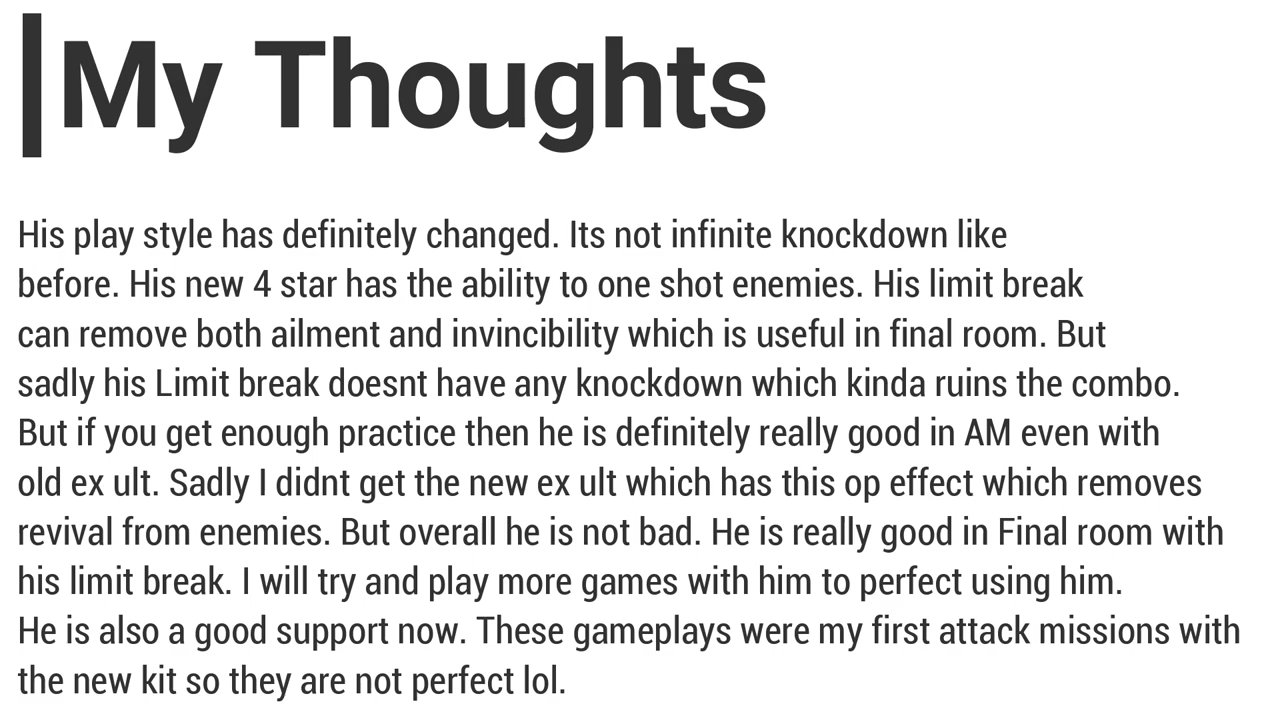 My Thoughts
His play style has definitely changed. Its not infinite knockdown like
before. His new 4 star has the ability to one shot enemies. His limit break
can remove both ailment and invincibility which is useful in final room. But
sadly his Limit break doesnt have any knockdown which kinda ruins the combo.
But if you get enough practice then he is definitely really good in AM even with
old ex ult. Sadly I didnt get the new ex ult which has this op effect which removes
revival from enemies. But overall he is not bad. He is really good in Final room with
his limit break. I will try and play more games with him to perfect using him.
He is also a good support now. These gameplays were my first attack missions with
the new kit so they are not perfect lol.